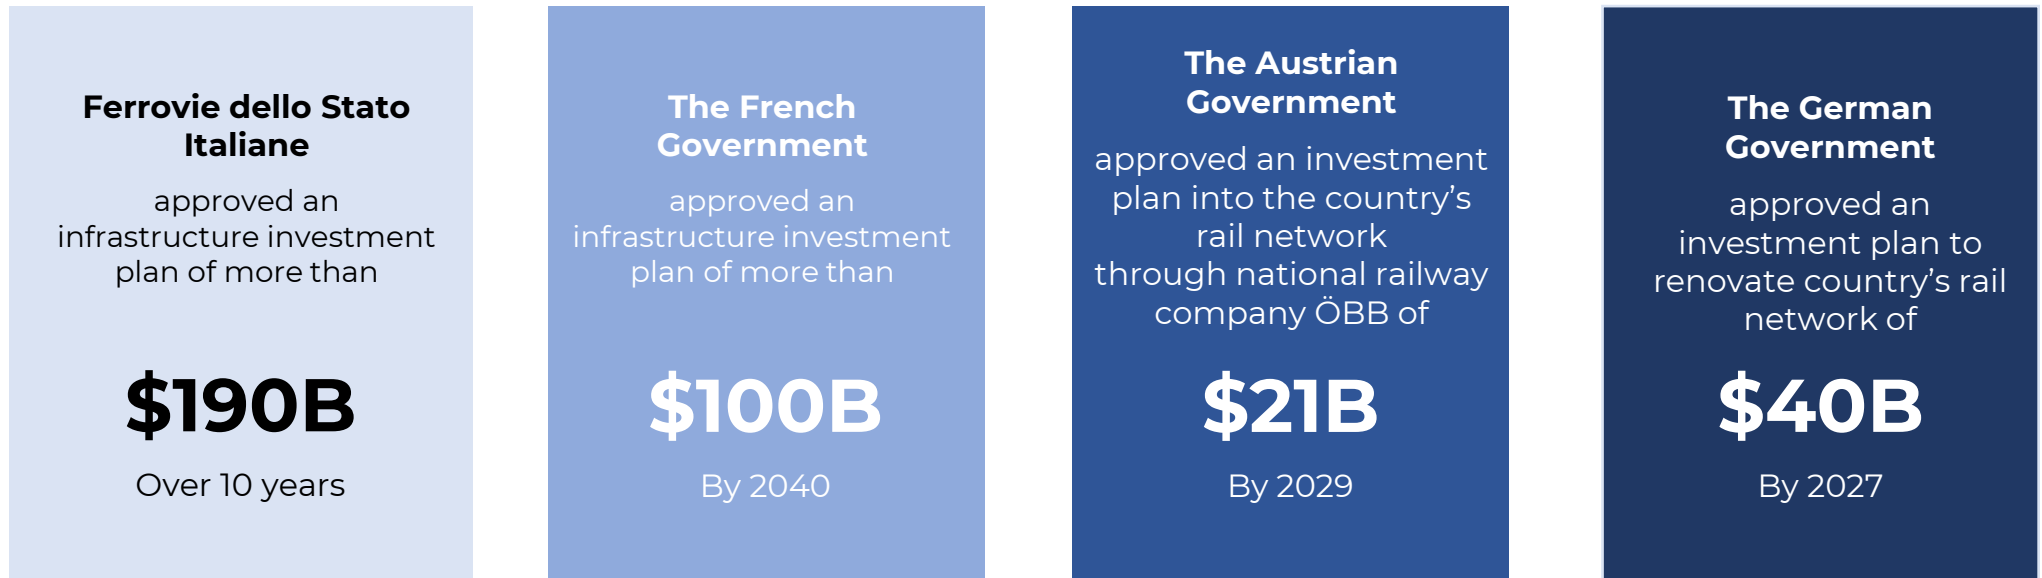 Ferrovie dello Stato
Italiane
approved an
infrastructure investment
plan of more than
$190B
Over 10 years
The French
Government
approved an
infrastructure investment
plan of more than
$100B
By 2040
The Austrian
Government
approved an investment
plan into the country’s
rail network
through national railway
company ÖBB of
$21B
By 2029
The German
Government
approved an
investment plan to
renovate country’s rail
network of
$40B
By 2027